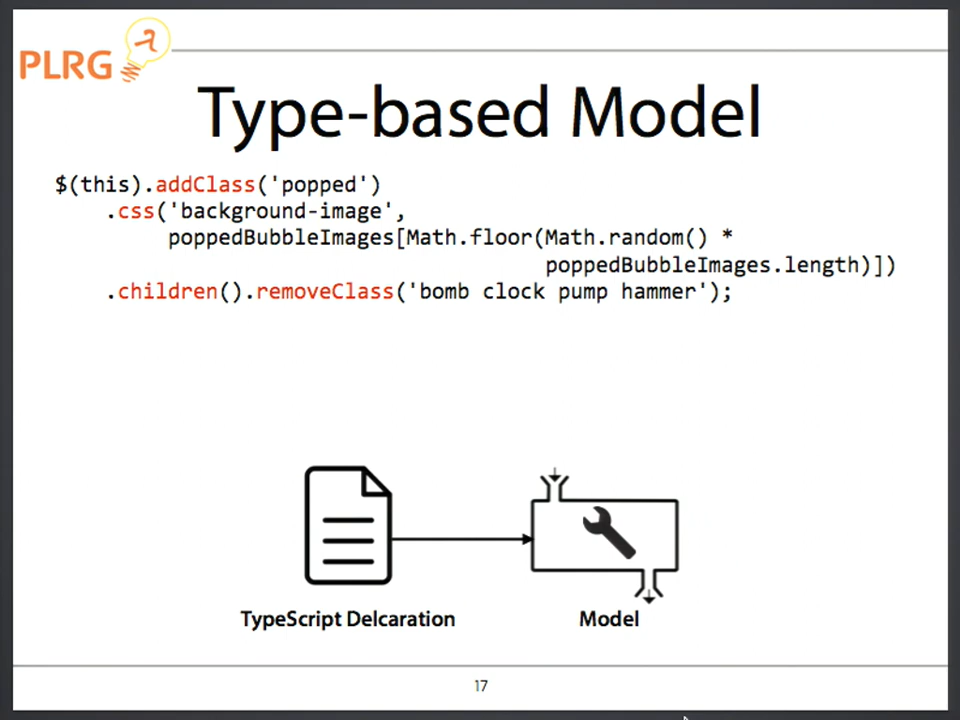 PLRG
Type-based Model
$(this).addClass('popped')
.css('background-image',
poppedBubbleImages[Math.floor(Math.random() *
poppedBubbleImages.length)])
.children().removeClass('bomb clock pump hammer');
TypeScript Delcaration
Model
17